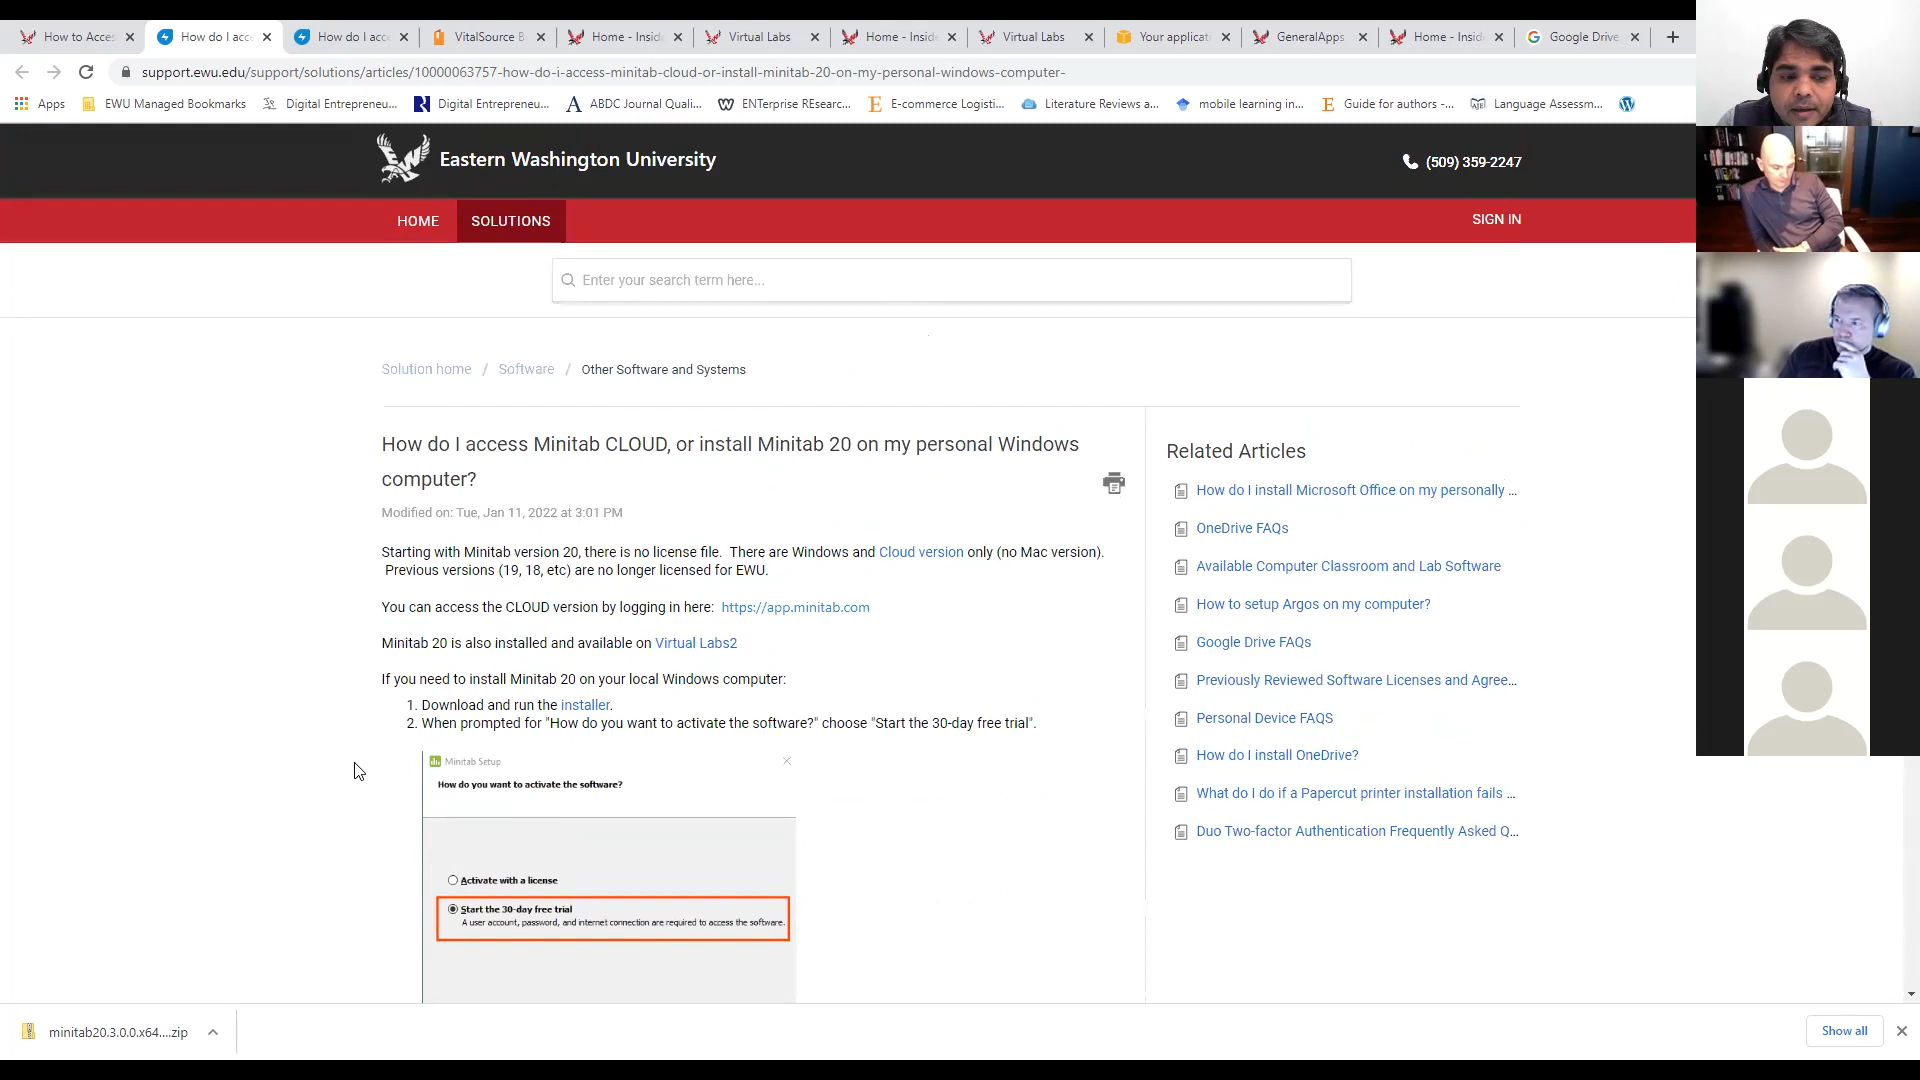 How to Acces
How do I acce
How do I acce
VitalSource B
Home - Inside
Virtual Labs
Home - Inside
Virtual Labs
Your applicati
GeneralApps
Home - Inside
Google Drive
support.ewu.edu/support/solutions/articles/10000063757-how-do-i-access-minitab-cloud-or-install-minitab-20-on-my-personal-windows-computer-
Apps
EWU Managed Bookmarks
Digital Entrepreneu...
Digital Entrepreneu...
ABDC Journal Quali...
ENTerprise REsearc...
E-commerce Logisti...
Literature Reviews a...
mobile learning in...
Guide for authors -...
Language Assessm...
Eastern Washington University
(509) 359-2247
HOME
SOLUTIONS
SIGN IN
Enter your search term here...
Solution home / Software / Other Software and Systems
How do I access Minitab CLOUD, or install Minitab 20 on my personal Windows
computer?
Modified on: Tue, Jan 11, 2022 at 3:01 PM
Starting with Minitab version 20, there is no license file. There are Windows and Cloud version only (no Mac version).
Previous versions (19, 18, etc) are no longer licensed for EWU.
You can access the CLOUD version by logging in here: https://app.minitab.com
Minitab 20 is also installed and available on Virtual Labs2
If you need to install Minitab 20 on your local Windows computer:
1. Download and run the installer.
2. When prompted for "How do you want to activate the software?" choose "Start the 30-day free trial".
Minitab Setup
How do you want to activate the software?
Activate with a license
Start the 30-day free trial
A user account, password, and internet connection are required to access the software.
Related Articles
How do I install Microsoft Office on my personally ...
OneDrive FAQs
Available Computer Classroom and Lab Software
How to setup Argos on my computer?
Google Drive FAQs
Previously Reviewed Software Licenses and Agree...
Personal Device FAQS
How do I install OneDrive?
What do I do if a Papercut printer installation fails ...
Duo Two-factor Authentication Frequently Asked Q...
minitab20.3.0.0.x64....zip
Show all